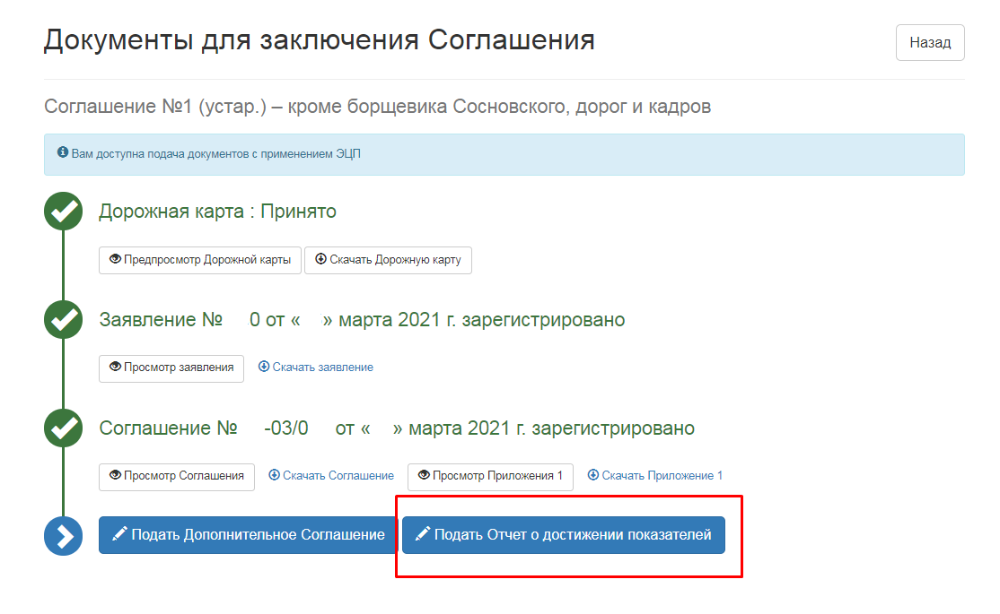 Документы для заключения Соглашения
Назад
Соглашение №1 (устар.) – кроме борщевика Сосновского, дорог и кадров
Вам доступна подача документов с применением ЭЦП
Дорожная карта : Принято
Предпросмотр Дорожной карты Скачать Дорожную карту
Заявление № 0 от « » марта 2021 г. зарегистрировано
Просмотр заявления Скачать заявление
Соглашение № -03/0 от « » марта 2021 г. зарегистрировано
Просмотр Соглашения Скачать Соглашение Просмотр Приложения 1 Скачать Приложение 1
Подать Дополнительное Соглашение Подать Отчет о достижении показателей